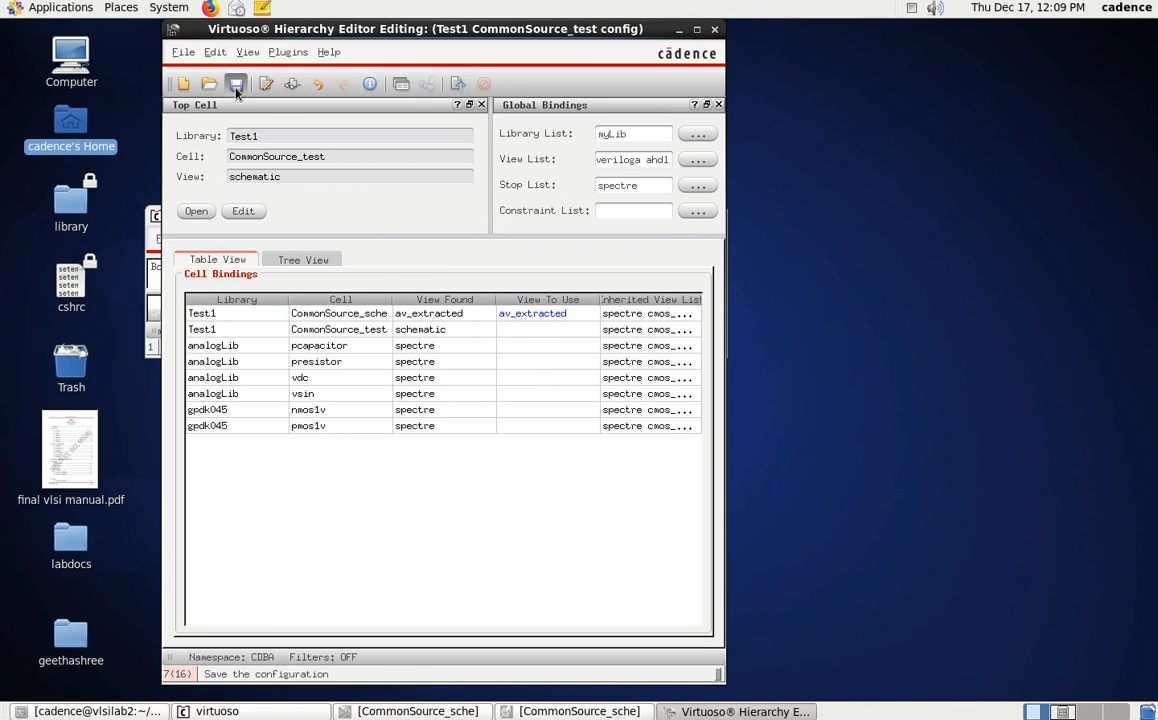 Applications Places System Thu Dec 17, 12:09 PM cadence
Virtuoso® Hierarchy Editor Editing: (Test1 CommonSource_test config)
File Edit View Plugins Help cādence
Top Cell
Library: Test1
Cell: CommonSource_test
View: schematic
Open Edit
Global Bindings
Library List: myLib ...
View List: veriloga ahdl ...
Stop List: spectre ...
Constraint List: ...
Table View Tree View
Cell Bindings
Library Cell View Found View To Use Inherited View List
Test1 CommonSource_sche av_extracted av_extracted spectre cmos_...
Test1 CommonSource_test schematic spectre cmos_...
analogLib pcapacitor spectre spectre cmos_...
analogLib presistor spectre spectre cmos_...
analogLib vdc spectre spectre cmos_...
analogLib vsin spectre spectre cmos_...
gpdk045 nmos1v spectre spectre cmos_...
gpdk045 pmos1v spectre spectre cmos_...
Namespace: CDBA Filters: OFF
7(16) Save the configuration
Computer
cadence's Home
library
seten
seten
seten
seten
cshrc
Trash
final vlsi manual.pdf
labdocs
geethashree
1
[cadence@vlsilab2:~/... virtuoso [CommonSource_sche] [CommonSource_sche] Virtuoso® Hierarchy E...